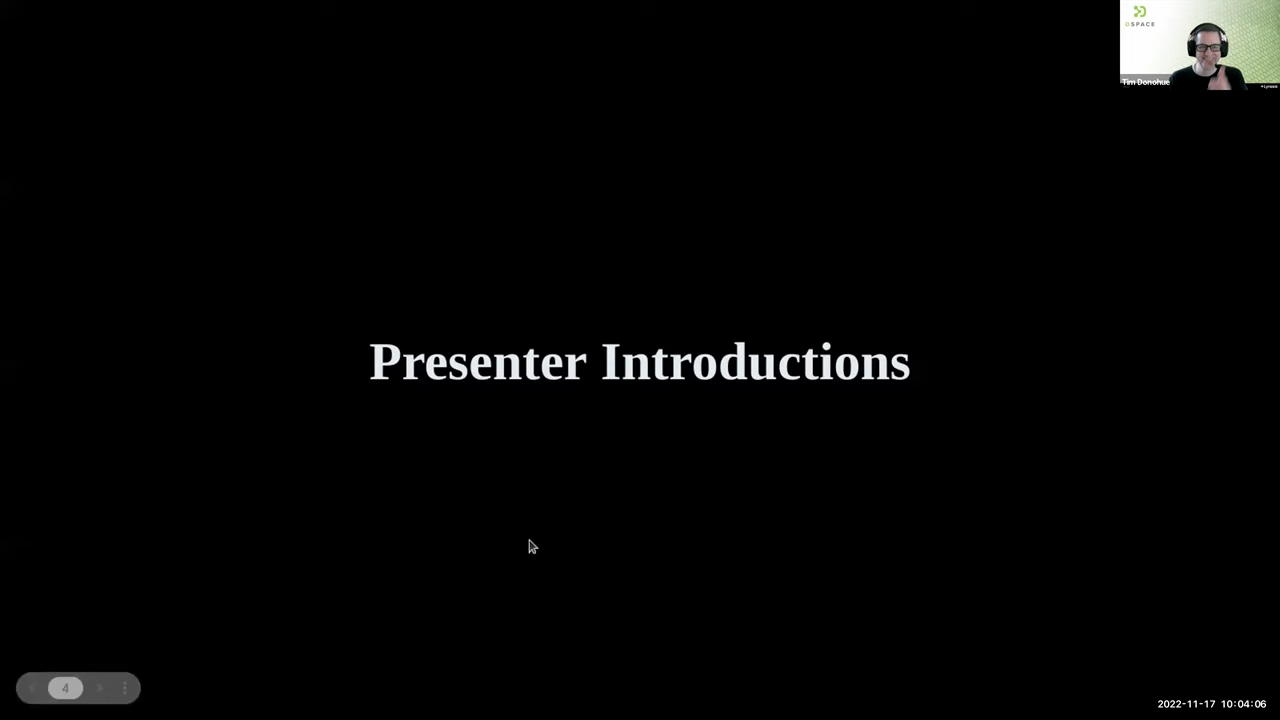 DSPACE
Tim Donohue
Presenter Introductions
4
2022-11-17 10:04:06